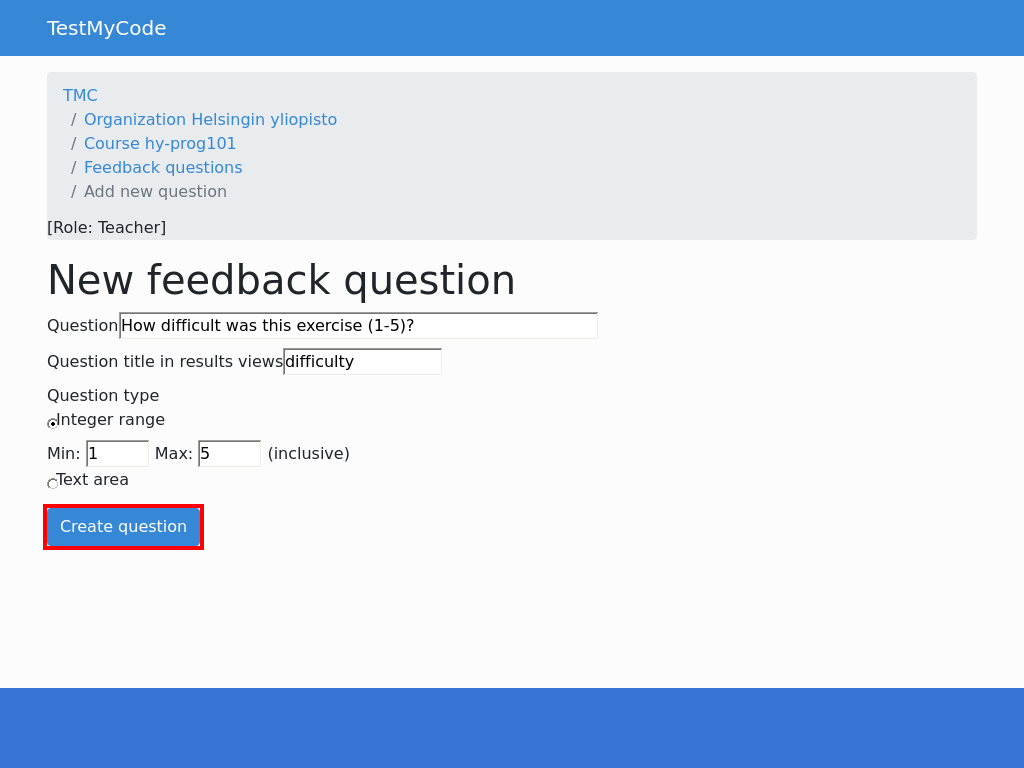 TestMyCode
TMC
/ Organization Helsingin yliopisto
/ Course hy-prog101
/ Feedback questions
/ Add new question
[Role: Teacher]
New feedback question
Question How difficult was this exercise (1-5)?
Question title in results views difficulty
Question type
Integer range
Min: 1 Max: 5 (inclusive)
Text area
Create question